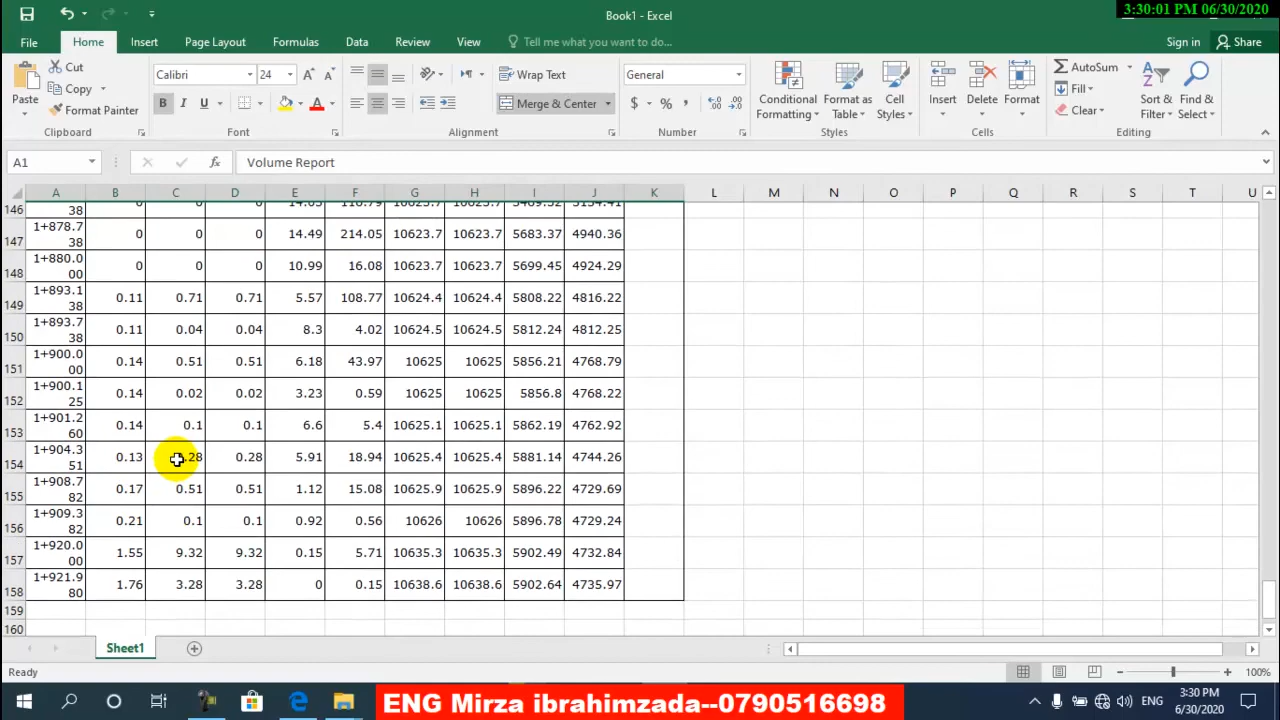 3:30:01 PM 06/30/2020
Book1 - Excel
File Home Insert Page Layout Formulas Data Review View Tell me what you want to do... Sign in Share
Paste Cut Copy Format Painter Clipboard
Calibri 24 B I U Font
Wrap Text Merge & Center Alignment
General $ % , Number
Conditional Formatting Format as Table Cell Styles Styles
Insert Delete Format Cells
AutoSum Fill Clear Sort & Filter Find & Select Editing
A1 fx Volume Report
A B C D E F G H I J K L M N O P Q R S T U
146 38 0 0 0
147 1+878.738 0 0 0 14.49 214.05 10623.7 10623.7 5683.37 4940.36
148 1+880.000 0 0 0 10.99 16.08 10623.7 10623.7 5699.45 4924.29
149 1+893.138 0.11 0.71 0.71 5.57 108.77 10624.4 10624.4 5808.22 4816.22
150 1+893.738 0.11 0.04 0.04 8.3 4.02 10624.5 10624.5 5812.24 4812.25
151 1+900.000 0.14 0.51 0.51 6.18 43.97 10625 10625 5856.21 4768.79
152 1+900.125 0.14 0.02 0.02 3.23 0.59 10625 10625 5856.8 4768.22
153 1+901.260 0.14 0.1 0.1 6.6 5.4 10625.1 10625.1 5862.19 4762.92
154 1+904.351 0.13 .28 0.28 5.91 18.94 10625.4 10625.4 5881.14 4744.26
155 1+908.782 0.17 0.51 0.51 1.12 15.08 10625.9 10625.9 5896.22 4729.69
156 1+909.382 0.21 0.1 0.1 0.92 0.56 10626 10626 5896.78 4729.24
157 1+920.000 1.55 9.32 9.32 0.15 5.71 10635.3 10635.3 5902.49 4732.84
158 1+921.980 1.76 3.28 3.28 0 0.15 10638.6 10638.6 5902.64 4735.97
159
160
Sheet1
Ready 100%
ENG Mirza ibrahimzada--0790516698
ENG 3:30 PM
6/30/2020